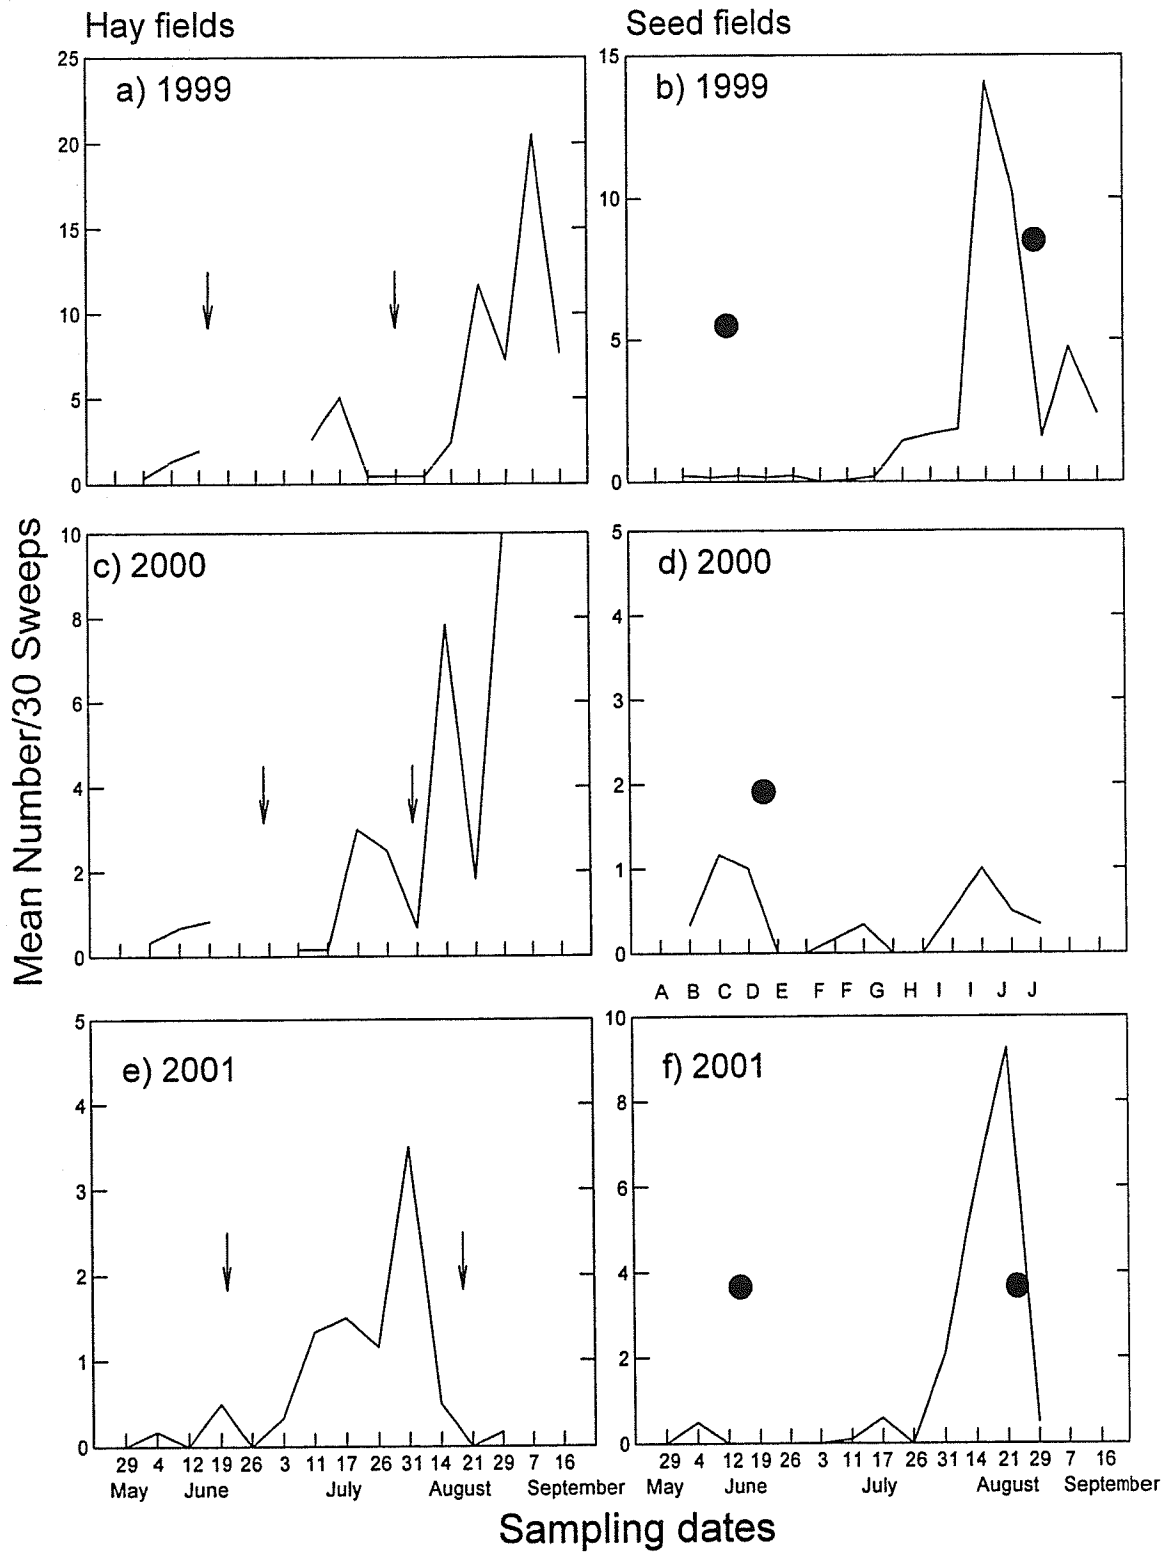 Hay fields
Seed fields
25
20
15
10
5
0
a) 1999
15
10
5
0
b) 1999
Mean Number/30 Sweeps
10
8
6
4
2
0
c) 2000
5
4
3
2
1
0
d) 2000
A B C D E F F G H I I J J
5
4
3
2
1
0
e) 2001
10
8
6
4
2
0
f) 2001
29 4 12 19 26 3 11 17 26 31 14 21 29 7 16
May June July August September
29 4 12 19 26 3 11 17 26 31 14 21 29 7 16
May June July August September
Sampling dates